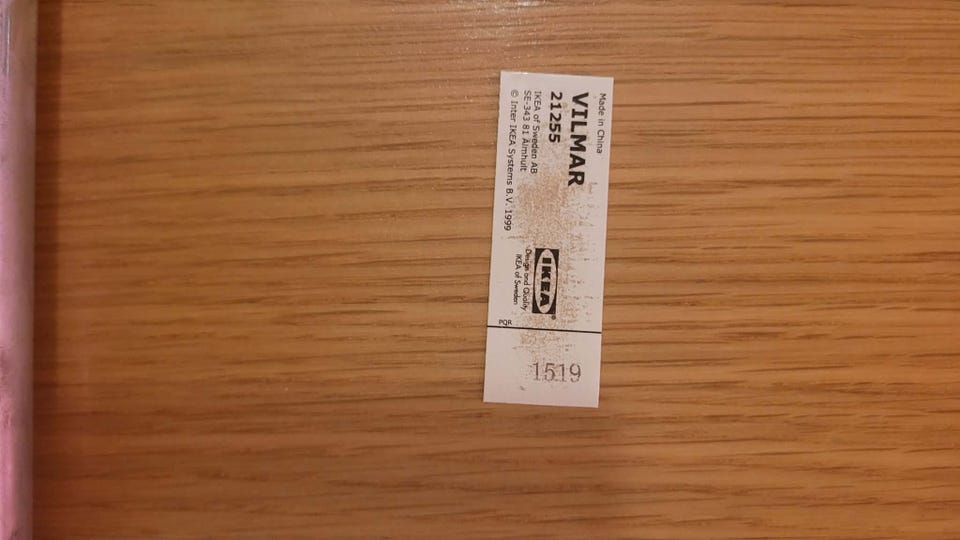 Made in China
VILMAR
21255
IKEA of Sweden AB
SE-343 81 Älmhult
© Inter IKEA Systems B.V. 1999
IKEA®
Design and Quality
IKEA of Sweden
1519